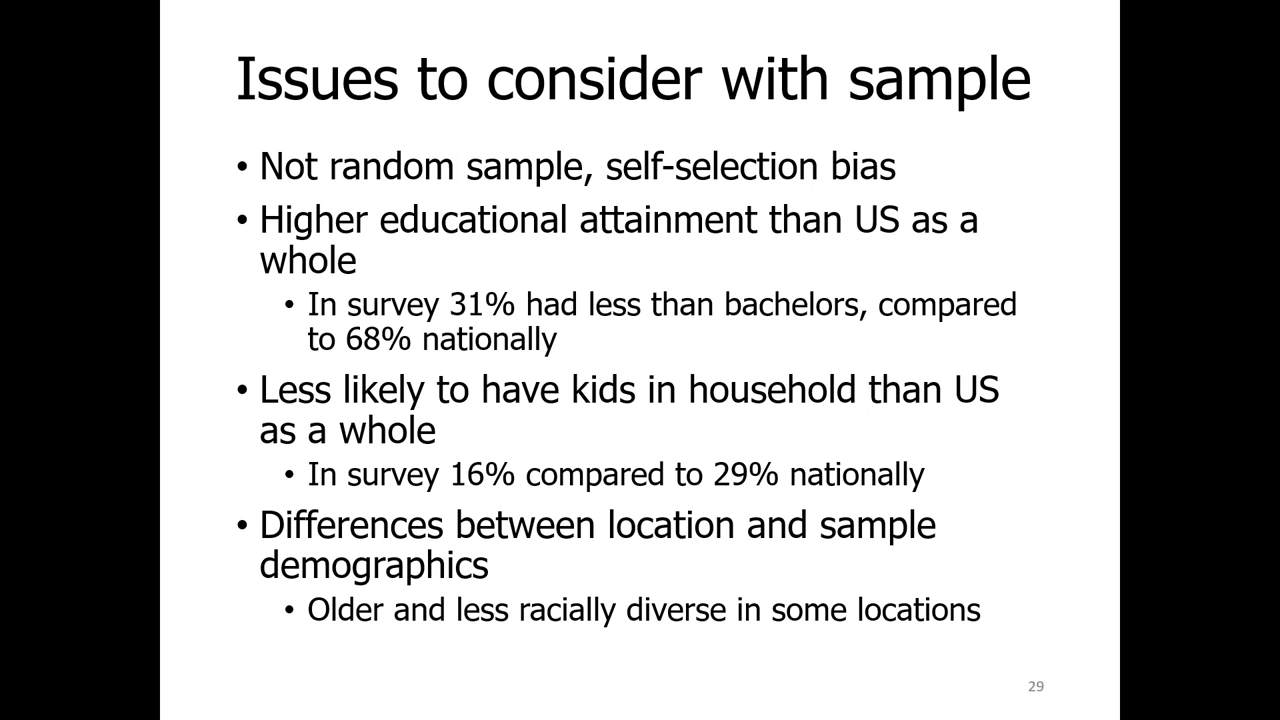 Issues to consider with sample
• Not random sample, self-selection bias
• Higher educational attainment than US as a
whole
• In survey 31% had less than bachelors, compared
to 68% nationally
• Less likely to have kids in household than US
as a whole
• In survey 16% compared to 29% nationally
• Differences between location and sample
demographics
• Older and less racially diverse in some locations
29